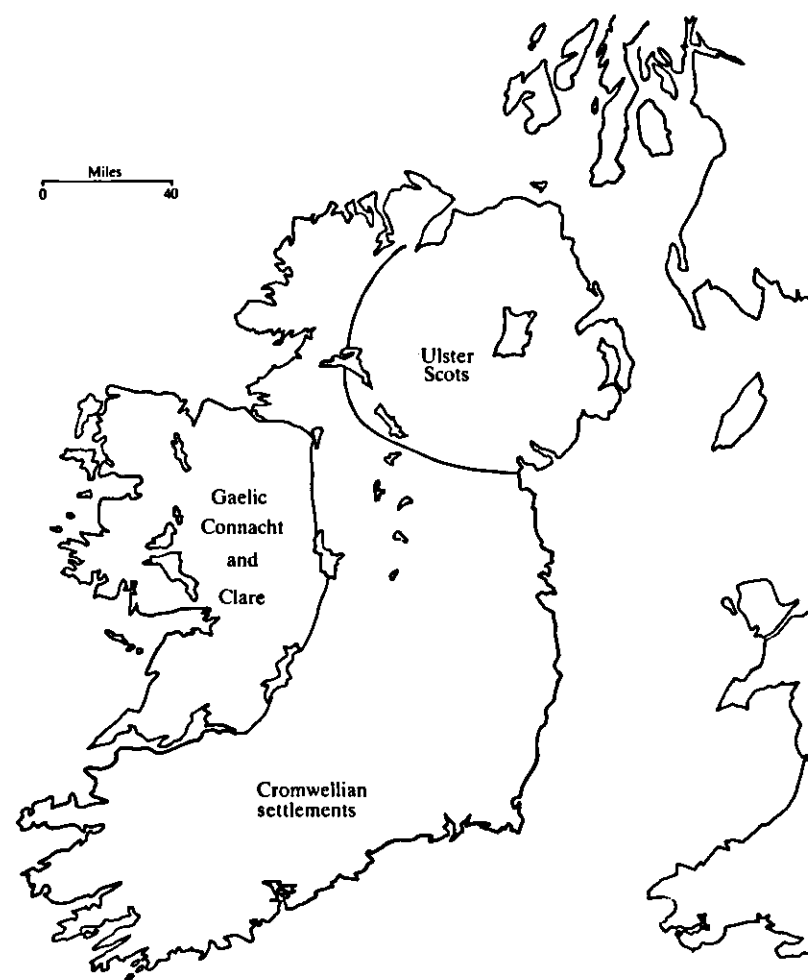 Miles
0 40
Ulster
Scots
Gaelic
Connacht
and
Clare
Cromwellian
settlements